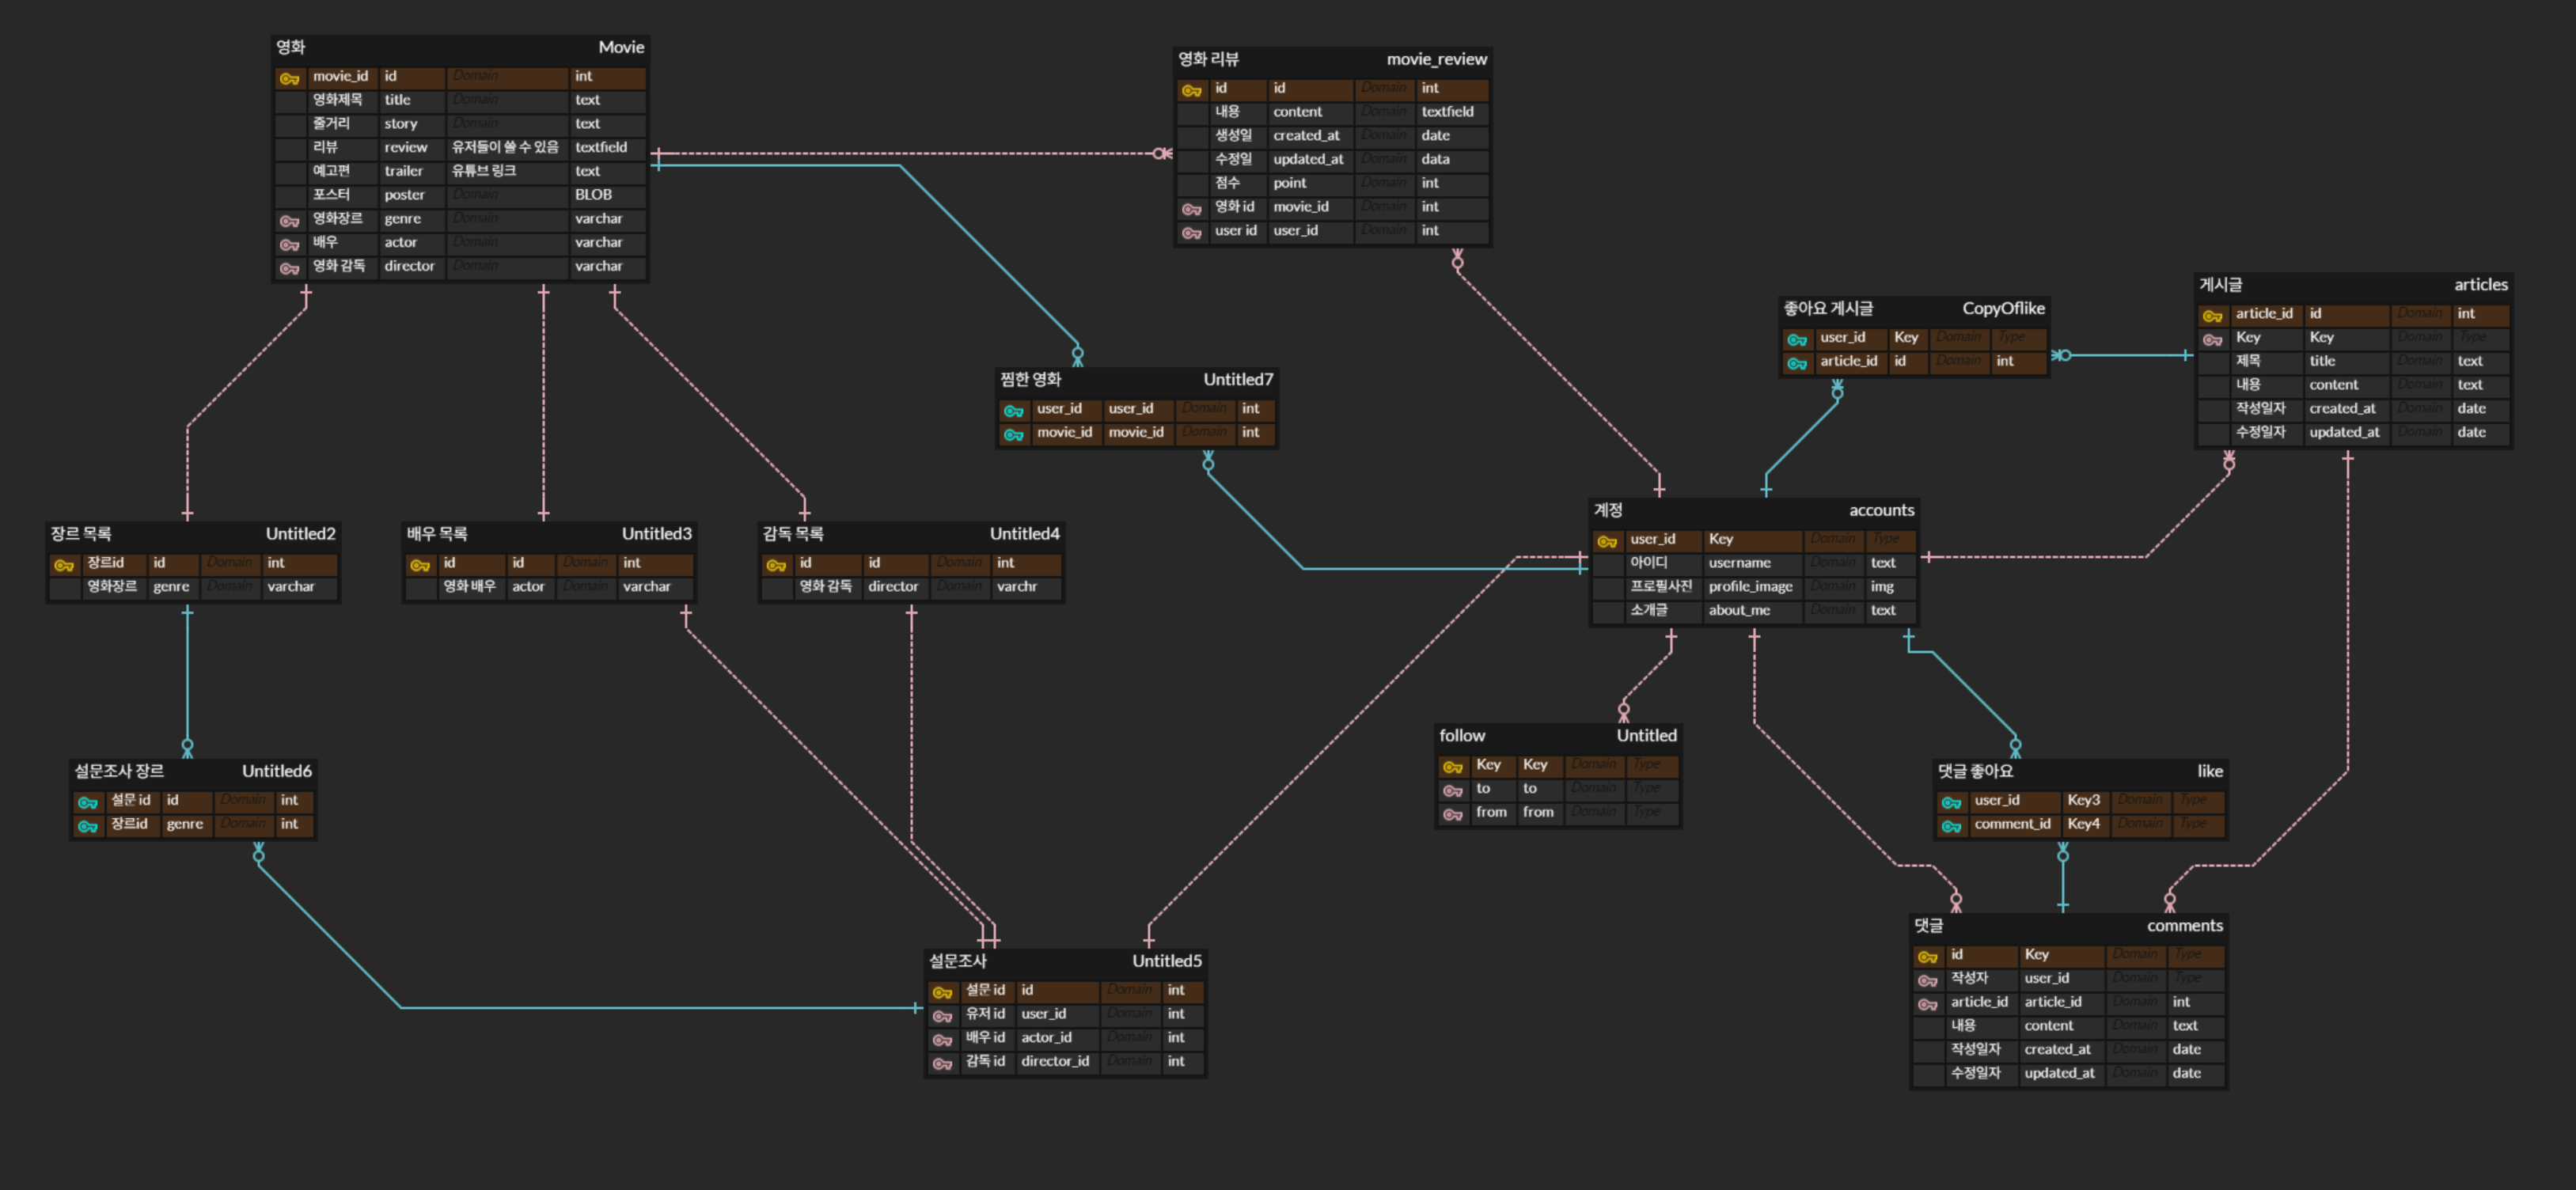 영화 Movie
movie_id id Domain int
영화제목 title Domain text
줄거리 story Domain text
리뷰 review 유저들이 쓸 수 있음 textfield
예고편 trailer 유튜브 링크 text
포스터 poster Domain BLOB
영화장르 genre Domain varchar
배우 actor Domain varchar
영화 감독 director Domain varchar
영화 리뷰 movie_review
id id Domain int
내용 content Domain textfield
생성일 created_at Domain date
수정일 updated_at Domain data
점수 point Domain int
영화 id movie_id Domain int
user id user_id Domain int
좋아요 게시글 CopyOflike
user_id Key Domain Type
article_id id Domain int
게시글 articles
article_id id Domain int
Key Key Domain Type
제목 title Domain text
내용 content Domain text
작성일자 created_at Domain date
수정일자 updated_at Domain date
찜한 영화 Untitled7
user_id user_id Domain int
movie_id movie_id Domain int
장르 목록 Untitled2
장르id id Domain int
영화장르 genre Domain varchar
배우 목록 Untitled3
id id Domain int
영화 배우 actor Domain varchar
감독 목록 Untitled4
id id Domain int
영화 감독 director Domain varchr
계정 accounts
user_id Key Domain Type
아이디 username Domain text
프로필사진 profile_image Domain img
소개글 about_me Domain text
follow Untitled
Key Key Domain Type
to to Domain Type
from from Domain Type
설문조사 장르 Untitled6
설문 id id Domain int
장르id genre Domain int
댓글 좋아요 like
user_id Key3 Domain Type
comment_id Key4 Domain Type
설문조사 Untitled5
설문 id id Domain int
유저 id user_id Domain int
배우 id actor_id Domain int
감독 id director_id Domain int
댓글 comments
id Key Domain Type
작성자 user_id Domain Type
article_id article_id Domain int
내용 content Domain text
작성일자 created_at Domain date
수정일자 updated_at Domain date